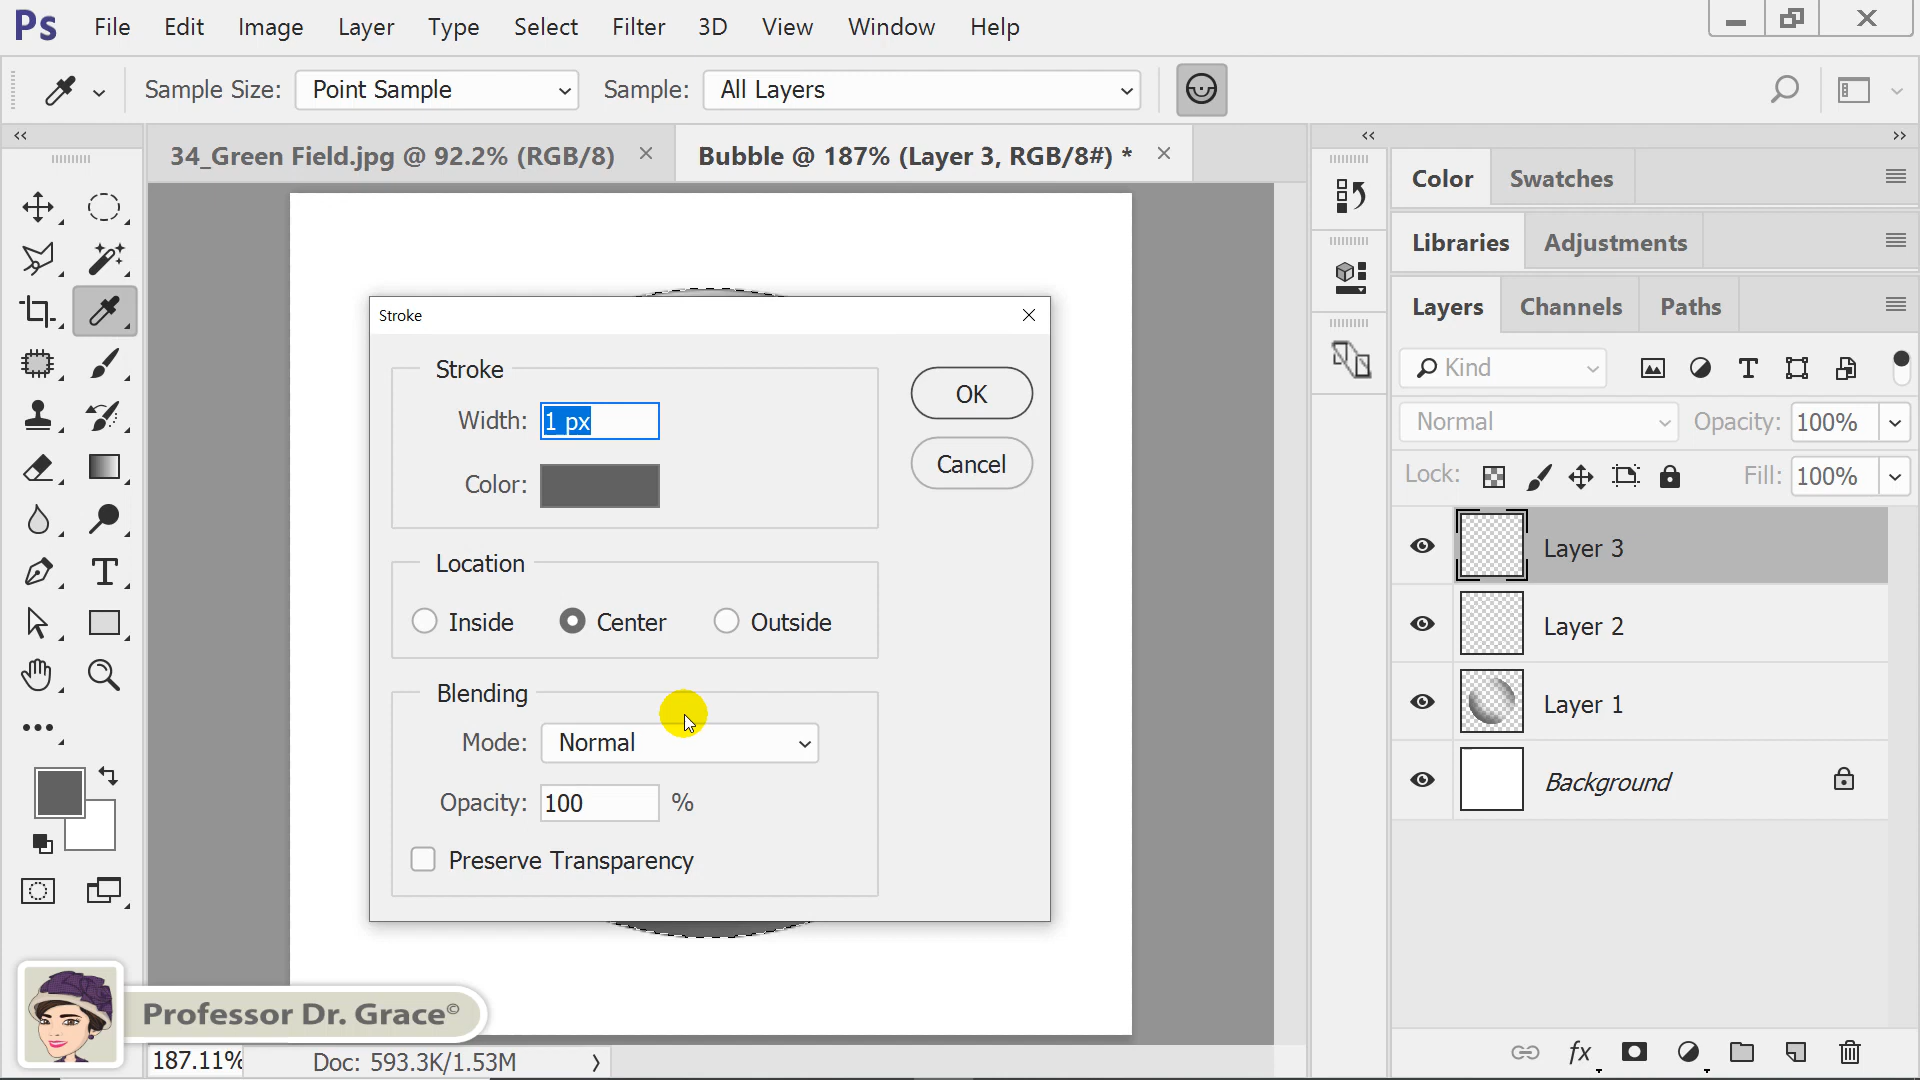 Ps File Edit Image Layer Type Select Filter 3D View Window Help
Sample Size: Point Sample Sample: All Layers
34_Green Field.jpg @ 92.2% (RGB/8) Bubble @ 187% (Layer 3, RGB/8#) *
Color Swatches
Libraries Adjustments
Layers Channels Paths
Kind
Normal Opacity: 100%
Lock: Fill: 100%
Layer 3
Layer 2
Layer 1
Background
Stroke
Stroke
Width: 1 px
Color:
OK
Cancel
Location
Inside Center Outside
Blending
Mode: Normal
Opacity: 100 %
Preserve Transparency
Professor Dr. Grace©
187.11% Doc: 593.3K/1.53M
fx